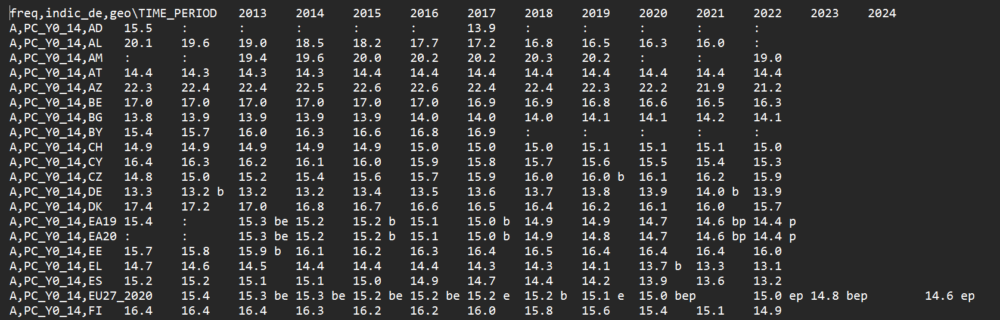 freq,indic_de,geo\TIME_PERIOD 2013 2014 2015 2016 2017 2018 2019 2020 2021 2022 2023 2024
A,PC_Y0_14,AD 15.5 : : : : : 13.9 : : : : :
A,PC_Y0_14,AL 20.1 19.6 19.0 18.5 18.2 17.7 17.2 16.8 16.5 16.3 16.0 :
A,PC_Y0_14,AM : : 19.4 19.6 20.0 20.2 20.2 20.3 20.2 : : 19.0
A,PC_Y0_14,AT 14.4 14.3 14.3 14.3 14.4 14.4 14.4 14.4 14.4 14.4 14.4 14.4
A,PC_Y0_14,AZ 22.3 22.4 22.4 22.5 22.6 22.6 22.4 22.4 22.3 22.2 21.9 21.2
A,PC_Y0_14,BE 17.0 17.0 17.0 17.0 17.0 17.0 16.9 16.9 16.8 16.6 16.5 16.3
A,PC_Y0_14,BG 13.8 13.9 13.9 13.9 13.9 14.0 14.0 14.0 14.1 14.1 14.2 14.1
A,PC_Y0_14,BY 15.4 15.7 16.0 16.3 16.6 16.8 16.9 : : : : :
A,PC_Y0_14,CH 14.9 14.9 14.9 14.9 14.9 15.0 15.0 15.0 15.1 15.1 15.1 15.0
A,PC_Y0_14,CY 16.4 16.3 16.2 16.1 16.0 15.9 15.8 15.7 15.6 15.5 15.4 15.3
A,PC_Y0_14,CZ 14.8 15.0 15.2 15.4 15.6 15.7 15.9 16.0 16.0 b 16.1 16.2 15.9
A,PC_Y0_14,DE 13.3 13.2 b 13.2 13.2 13.4 13.5 13.6 13.7 13.8 13.9 14.0 b 13.9
A,PC_Y0_14,DK 17.4 17.2 17.0 16.8 16.7 16.6 16.5 16.4 16.2 16.1 16.0 15.7
A,PC_Y0_14,EA19 15.4 : 15.3 be 15.2 15.2 b 15.1 15.0 b 14.9 14.9 14.7 14.6 bp 14.4 p
A,PC_Y0_14,EA20 : : 15.3 be 15.2 15.2 b 15.1 15.0 b 14.9 14.8 14.7 14.6 bp 14.4 p
A,PC_Y0_14,EE 15.7 15.8 15.9 b 16.1 16.2 16.3 16.4 16.5 16.4 16.4 16.4 16.0
A,PC_Y0_14,EL 14.7 14.6 14.5 14.4 14.4 14.4 14.3 14.3 14.1 13.7 b 13.3 13.1
A,PC_Y0_14,ES 15.2 15.2 15.1 15.1 15.0 14.9 14.7 14.4 14.2 13.9 13.6 13.2
A,PC_Y0_14,EU27_2020 15.4 15.3 be 15.3 be 15.2 be 15.2 be 15.2 e 15.2 b 15.1 e 15.0 bep 15.0 ep 14.8 bep 14.6 ep
A,PC_Y0_14,FI 16.4 16.4 16.4 16.3 16.2 16.2 16.0 15.8 15.6 15.4 15.1 14.9